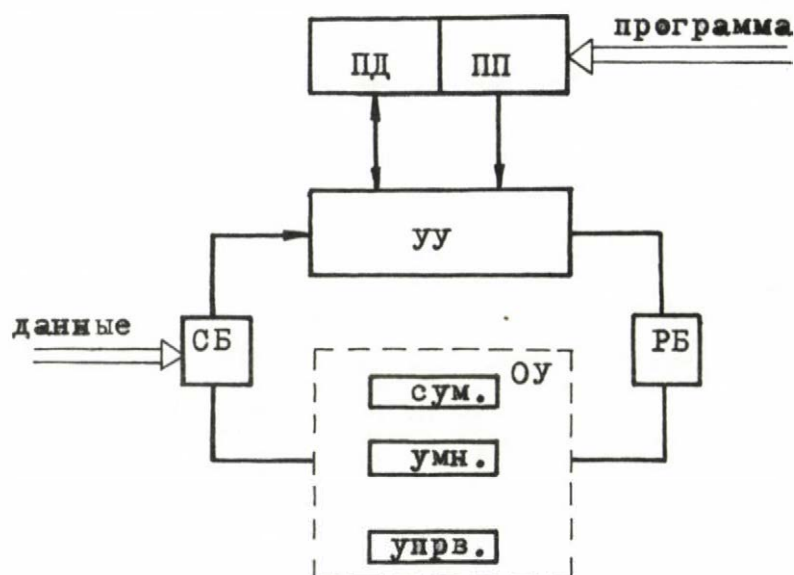 программа
ПД ПП
УУ
данные
СБ
РБ
ОУ
сум.
умн.
упрв.